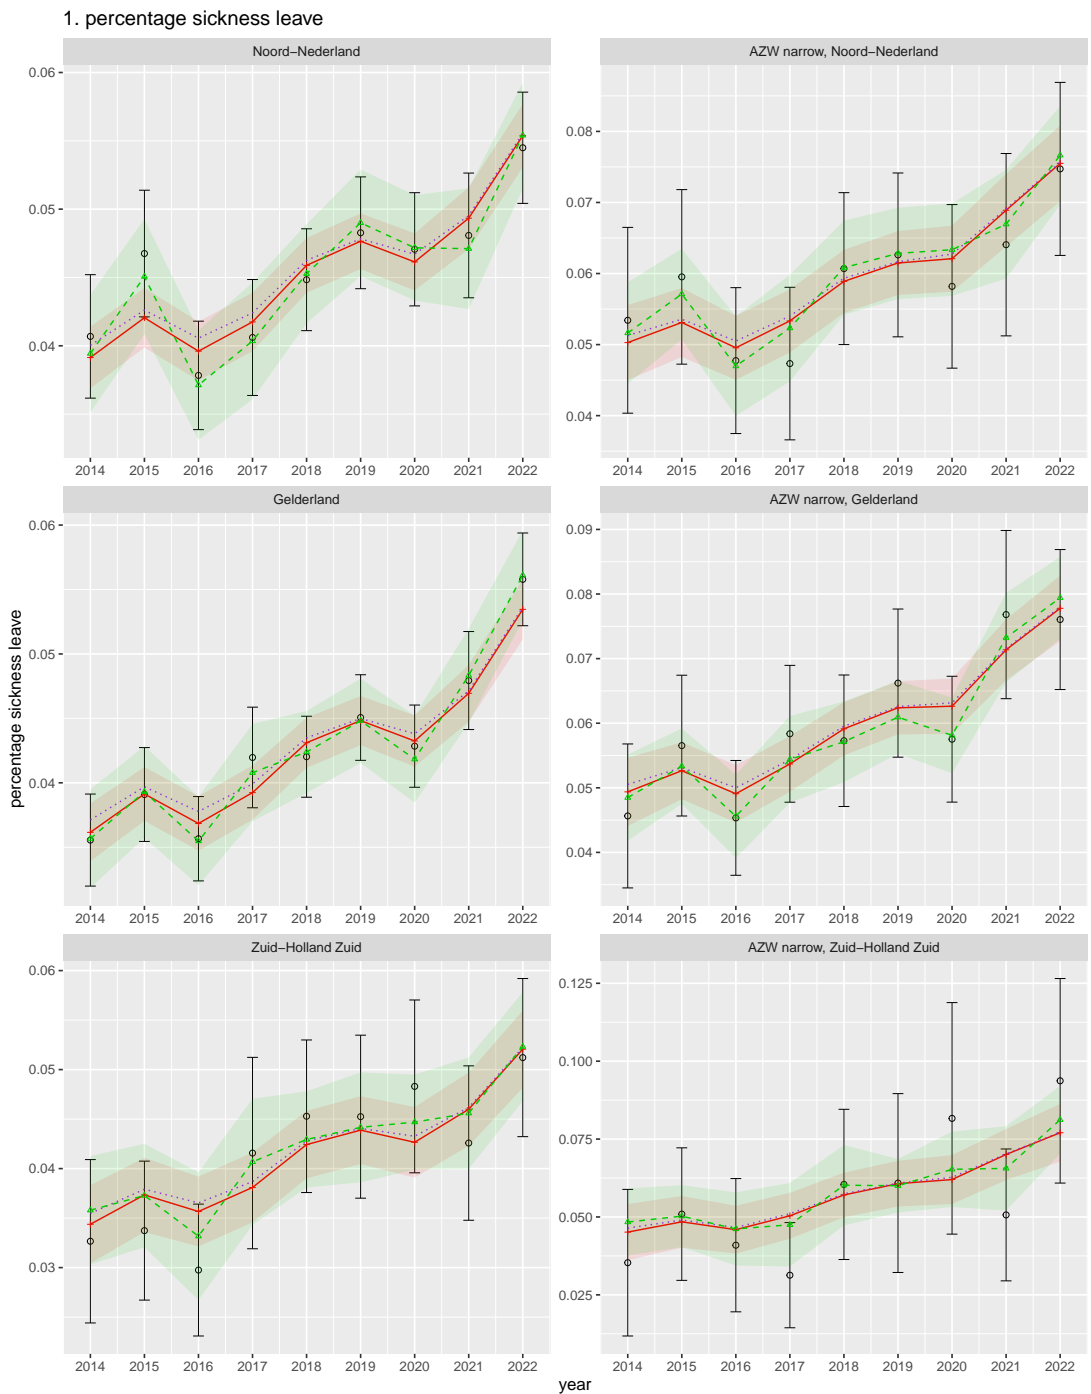 1. percentage sickness leave
Noord−Nederland
AZW narrow, Noord−Nederland
0.06
0.05
0.04
0.08
0.07
0.06
0.05
0.04
2014 2015 2016 2017 2018 2019 2020 2021 2022
2014 2015 2016 2017 2018 2019 2020 2021 2022
Gelderland
AZW narrow, Gelderland
percentage sickness leave
0.06
0.05
0.04
0.09
0.08
0.07
0.06
0.05
0.04
2014 2015 2016 2017 2018 2019 2020 2021 2022
2014 2015 2016 2017 2018 2019 2020 2021 2022
Zuid−Holland Zuid
AZW narrow, Zuid−Holland Zuid
0.06
0.05
0.04
0.03
0.125
0.100
0.075
0.050
0.025
2014 2015 2016 2017 2018 2019 2020 2021 2022
2014 2015 2016 2017 2018 2019 2020 2021 2022
year